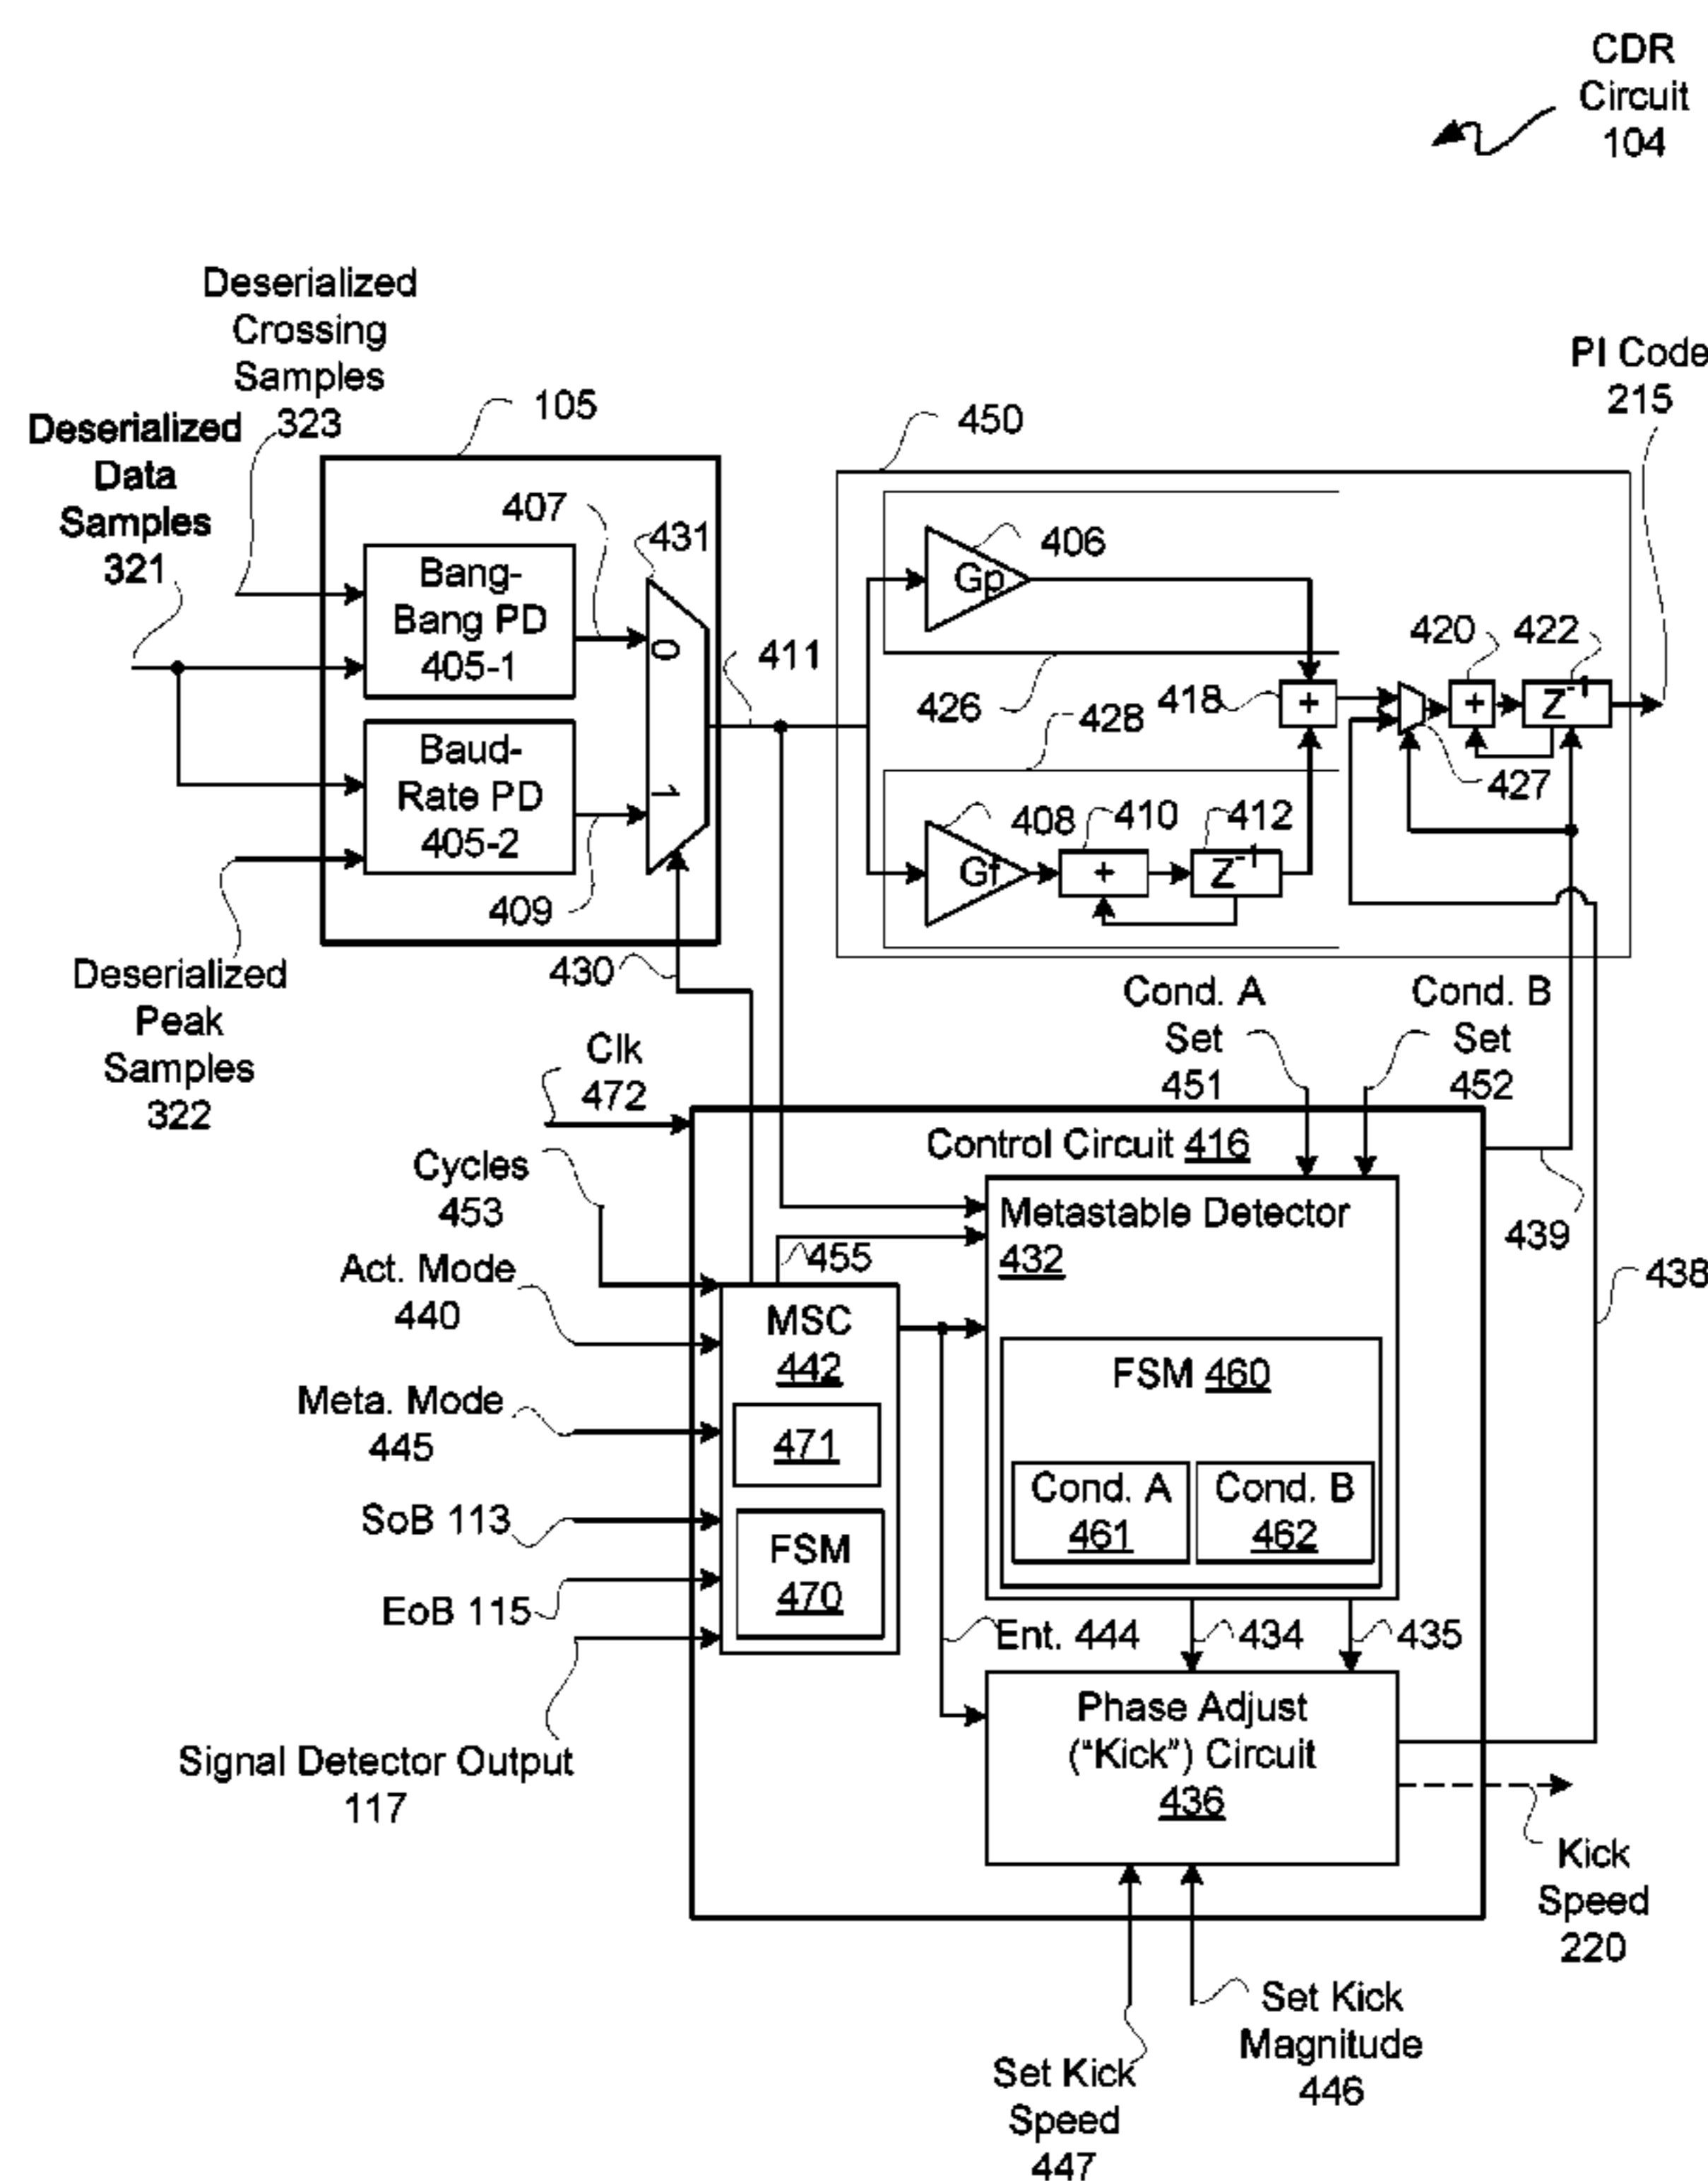 CDR
Circuit
104
Deserialized
Crossing
Samples
323
Deserialized
Data
Samples
321
105
407
431
Bang-
Bang PD
405-1
0
Baud-
Rate PD
405-2
1
409
430
Deserialized
Peak
Samples
322
411
450
Gp
406
426
428
418
+
Gf
408
410
+
412
Z-1
420
+
422
Z-1
427
PI Code
215
Clk
472
Cycles
453
Act. Mode
440
Meta. Mode
445
SoB 113
EoB 115
Signal Detector Output
117
Cond. A
Set
451
Cond. B
Set
452
Control Circuit 416
Metastable Detector
432
455
MSC
442
471
FSM
470
FSM 460
Cond. A
461
Cond. B
462
439
438
Ent. 444
434
435
Phase Adjust
("Kick") Circuit
436
Kick
Speed
220
Set Kick
Magnitude
446
Set Kick
Speed
447